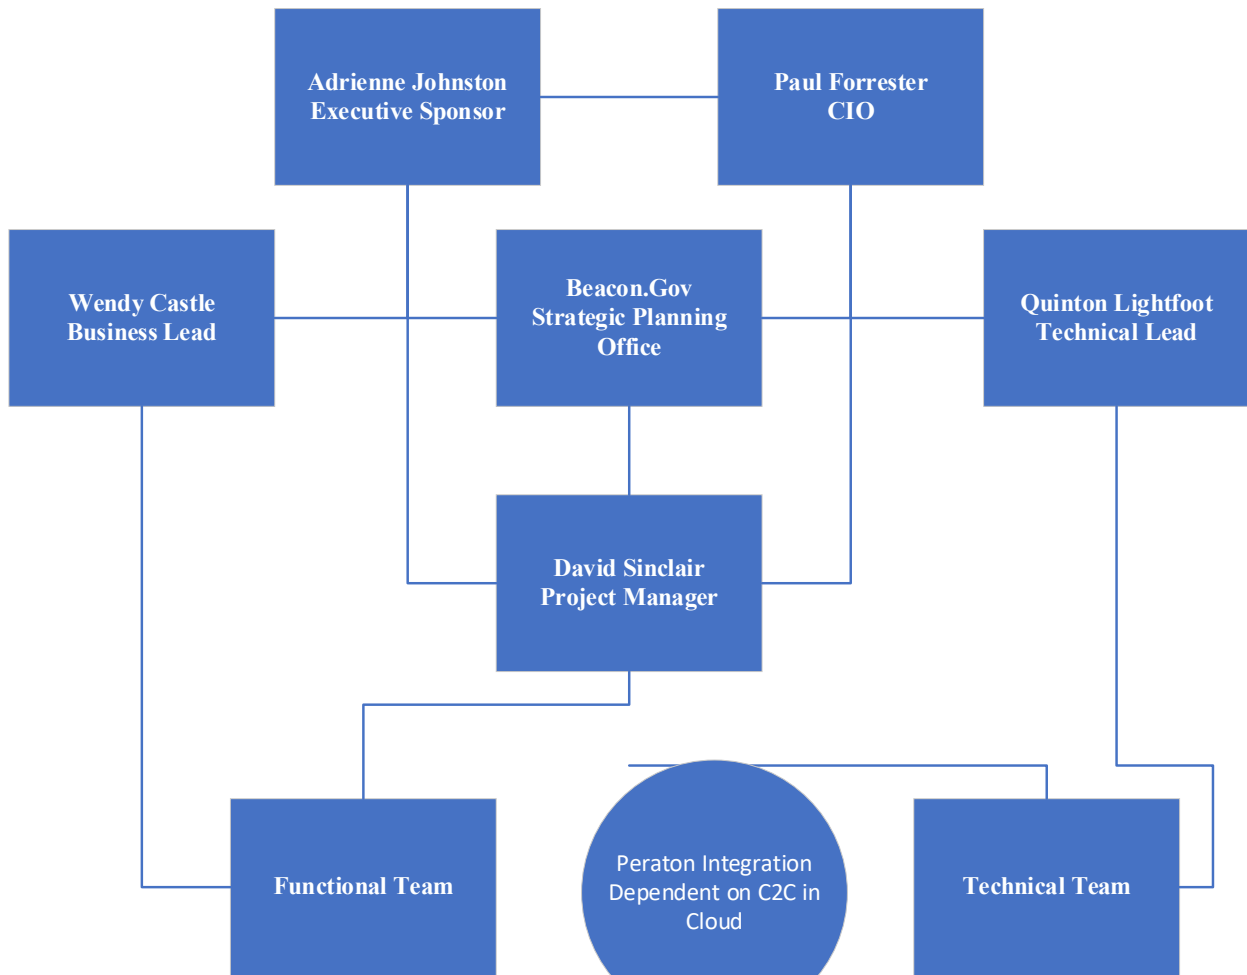 Adrienne Johnston
Executive Sponsor
Paul Forrester
CIO
Wendy Castle
Business Lead
Beacon.Gov
Strategic Planning
Office
Quinton Lightfoot
Technical Lead
David Sinclair
Project Manager
Functional Team
Peraton Integration
Dependent on C2C in
Cloud
Technical Team